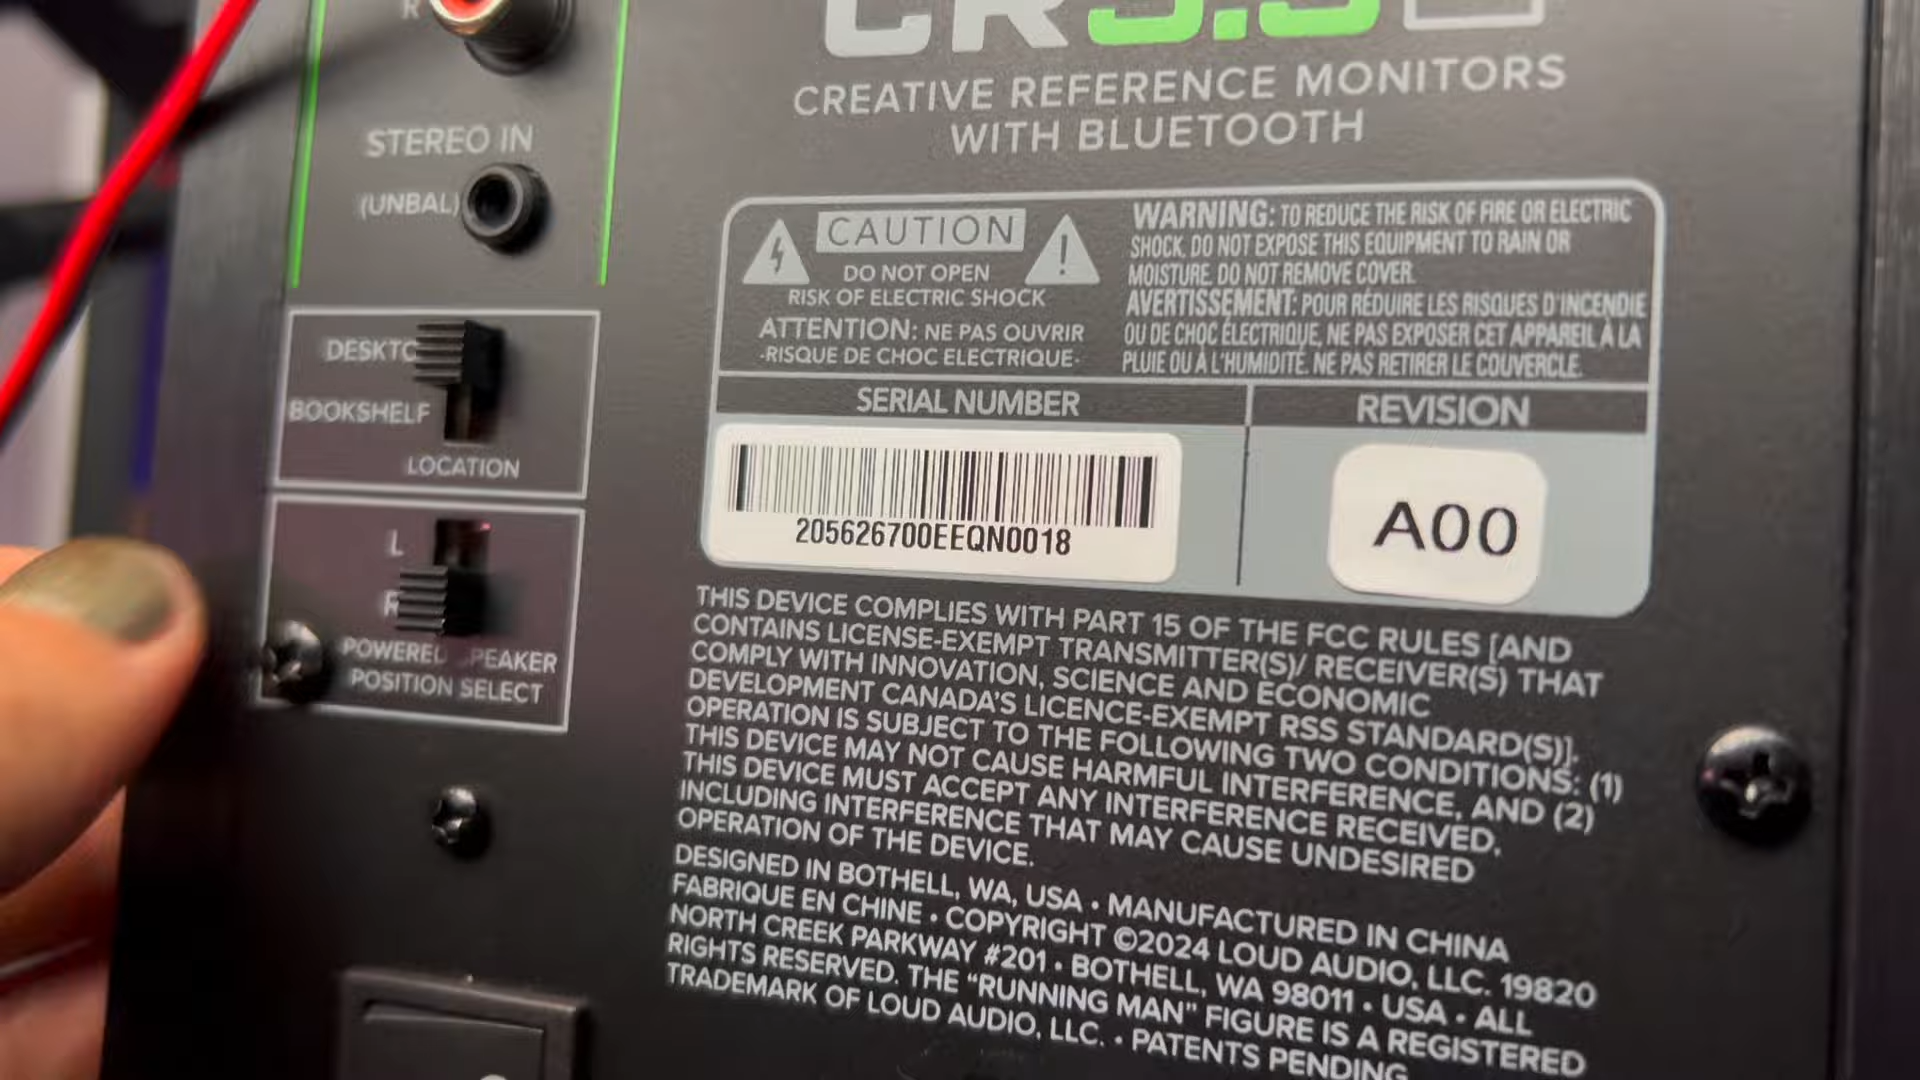 R
STEREO IN
(UNBAL)
DESKTO
BOOKSHELF
LOCATION
L
R
POWERED SPEAKER
POSITION SELECT
CREATIVE REFERENCE MONITORS
WITH BLUETOOTH
CAUTION
DO NOT OPEN
RISK OF ELECTRIC SHOCK
ATTENTION: NE PAS OUVRIR
-RISQUE DE CHOC ELECTRIQUE-
WARNING: TO REDUCE THE RISK OF FIRE OR ELECTRIC
SHOCK, DO NOT EXPOSE THIS EQUIPMENT TO RAIN OR
MOISTURE. DO NOT REMOVE COVER.
AVERTISSEMENT: POUR RÉDUIRE LES RISQUES D'INCENDIE
OU DE CHOC ÉLECTRIQUE, NE PAS EXPOSER CET APPAREIL À LA
PLUIE OU À L'HUMIDITÉ. NE PAS RETIRER LE COUVERCLE.
SERIAL NUMBER
REVISION
205626700EEQN0018
A00
THIS DEVICE COMPLIES WITH PART 15 OF THE FCC RULES [AND
CONTAINS LICENSE-EXEMPT TRANSMITTER(S)/ RECEIVER(S) THAT
COMPLY WITH INNOVATION, SCIENCE AND ECONOMIC
DEVELOPMENT CANADA'S LICENCE-EXEMPT RSS STANDARD(S)].
OPERATION IS SUBJECT TO THE FOLLOWING TWO CONDITIONS: (1)
THIS DEVICE MAY NOT CAUSE HARMFUL INTERFERENCE, AND (2)
THIS DEVICE MUST ACCEPT ANY INTERFERENCE RECEIVED,
INCLUDING INTERFERENCE THAT MAY CAUSE UNDESIRED
OPERATION OF THE DEVICE.
DESIGNED IN BOTHELL, WA, USA • MANUFACTURED IN CHINA
FABRIQUE EN CHINE • COPYRIGHT ©2024 LOUD AUDIO, LLC. 19820
NORTH CREEK PARKWAY #201 • BOTHELL, WA 98011 • USA • ALL
RIGHTS RESERVED. THE “RUNNING MAN” FIGURE IS A REGISTERED
TRADEMARK OF LOUD AUDIO, LLC. • PATENTS PENDING